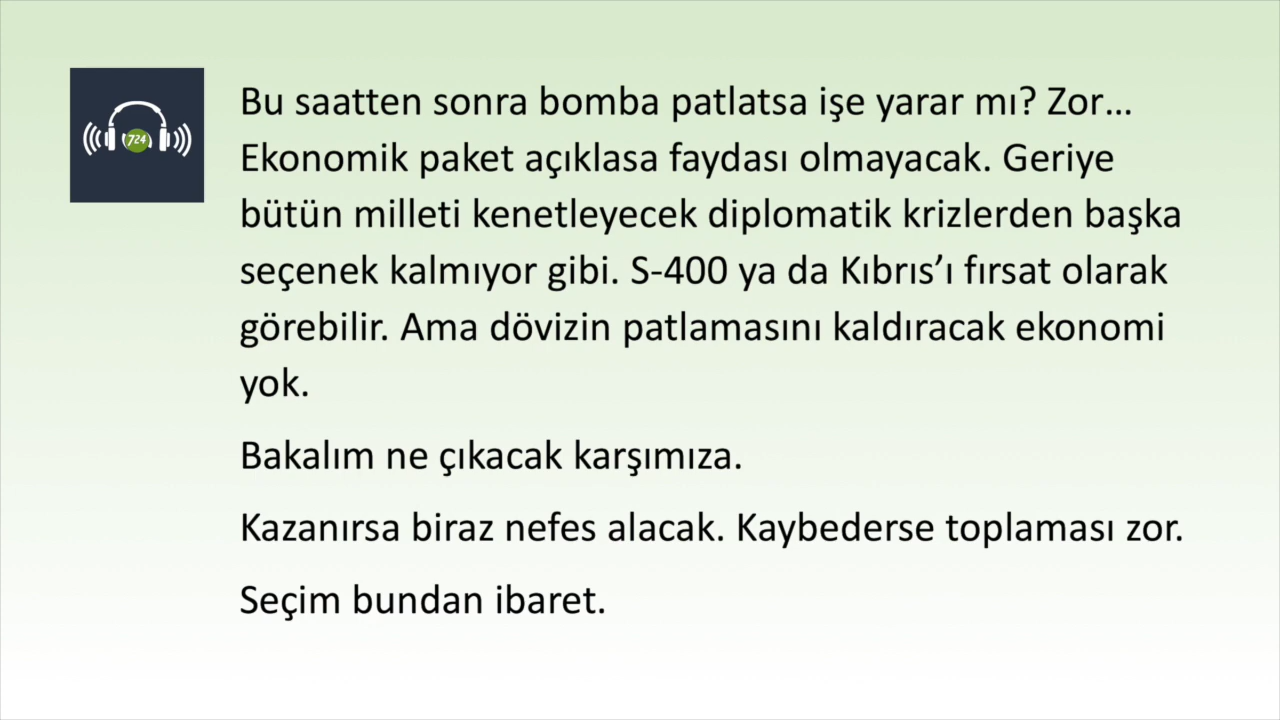 724
Bu saatten sonra bomba patlatsa işe yarar mı? Zor…
Ekonomik paket açıklasa faydası olmayacak. Geriye
bütün milleti kenetleyecek diplomatik krizlerden başka
seçenek kalmıyor gibi. S-400 ya da Kıbrıs’ı fırsat olarak
görebilir. Ama dövizin patlamasını kaldıracak ekonomi
yok.
Bakalım ne çıkacak karşımıza.
Kazanırsa biraz nefes alacak. Kaybederse toplaması zor.
Seçim bundan ibaret.